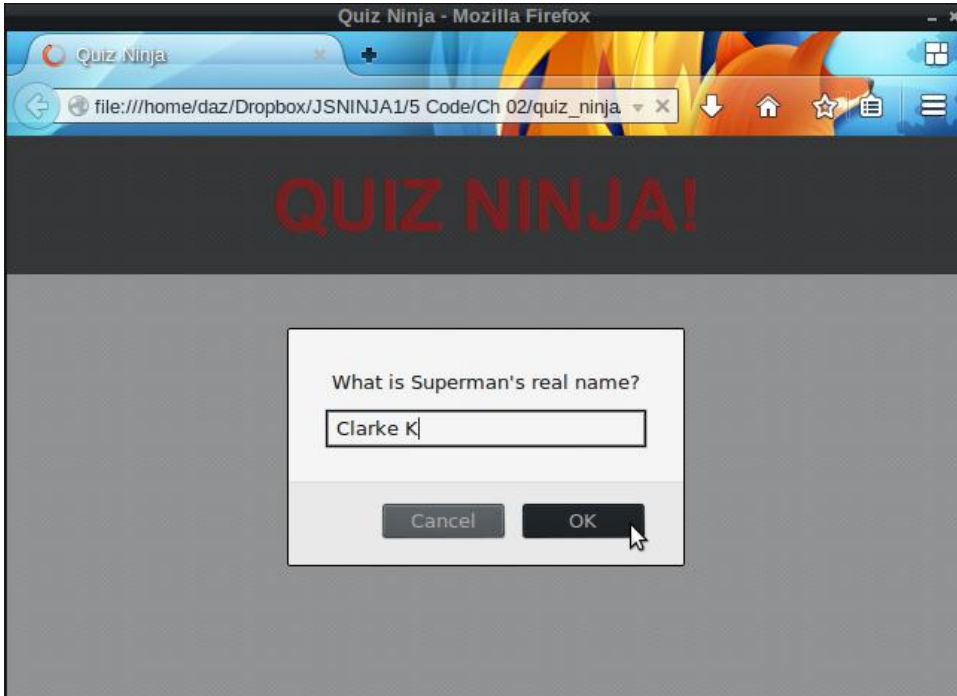 Quiz Ninja - Mozilla Firefox
Quiz Ninja
file:///home/daz/Dropbox/JSNINJA1/5 Code/Ch 02/quiz_ninja.
QUIZ NINJA!
What is Superman's real name?
Clarke K
Cancel OK